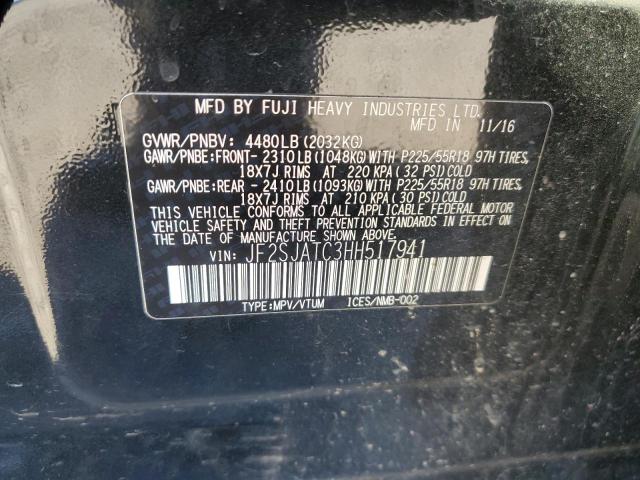 MFD BY FUJI HEAVY INDUSTRIES LTD.
MFD IN 11/16
GVWR/PNBV: 4480LB(2032KG)
GAWR/PNBE:FRONT- 2310LB(1048KG)WITH P225/55R18 97H TIRES,
18X7J RIMS AT 220 KPA( 32 PSI)COLD
GAWR/PNBE:REAR - 2410LB(1093KG)WITH P225/55R18 97H TIRES,
18X7J RIMS AT 210 KPA( 30 PSI)COLD
THIS VEHICLE CONFORMS TO ALL APPLICABLE FEDERAL MOTOR
VEHICLE SAFETY AND THEFT PREVENTION STANDARDS IN EFFECT
ON THE DATE OF MANUFACTURE SHOWN ABOVE.
VIN: JF2SJATC3HH517941
TYPE:MPV/VTUM ICES/NMB-002